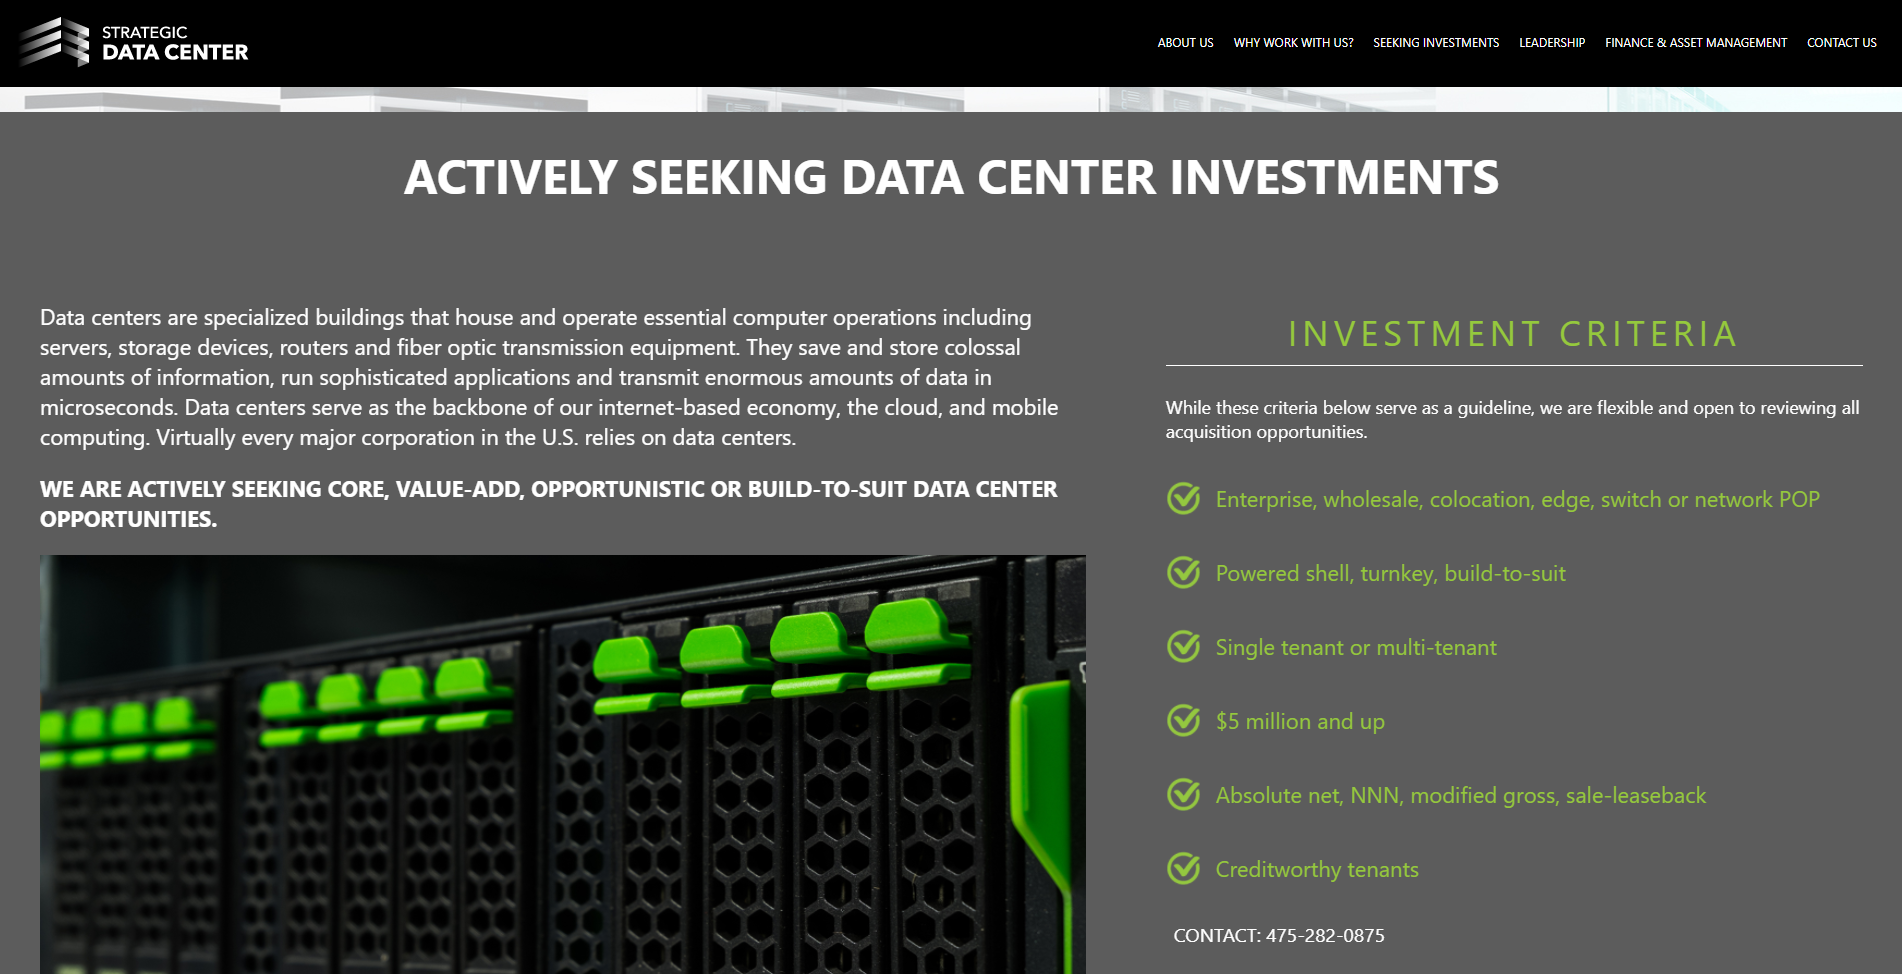 STRATEGIC
DATA CENTER
ABOUT US
WHY WORK WITH US?
SEEKING INVESTMENTS
LEADERSHIP
FINANCE & ASSET MANAGEMENT
CONTACT US
ACTIVELY SEEKING DATA CENTER INVESTMENTS
Data centers are specialized buildings that house and operate essential computer operations including
servers, storage devices, routers and fiber optic transmission equipment. They save and store colossal
amounts of information, run sophisticated applications and transmit enormous amounts of data in
microseconds. Data centers serve as the backbone of our internet-based economy, the cloud, and mobile
computing. Virtually every major corporation in the U.S. relies on data centers.
WE ARE ACTIVELY SEEKING CORE, VALUE-ADD, OPPORTUNISTIC OR BUILD-TO-SUIT DATA CENTER
OPPORTUNITIES.
INVESTMENT CRITERIA
While these criteria below serve as a guideline, we are flexible and open to reviewing all
acquisition opportunities.
Enterprise, wholesale, colocation, edge, switch or network POP
Powered shell, turnkey, build-to-suit
Single tenant or multi-tenant
$5 million and up
Absolute net, NNN, modified gross, sale-leaseback
Creditworthy tenants
CONTACT: 475-282-0875